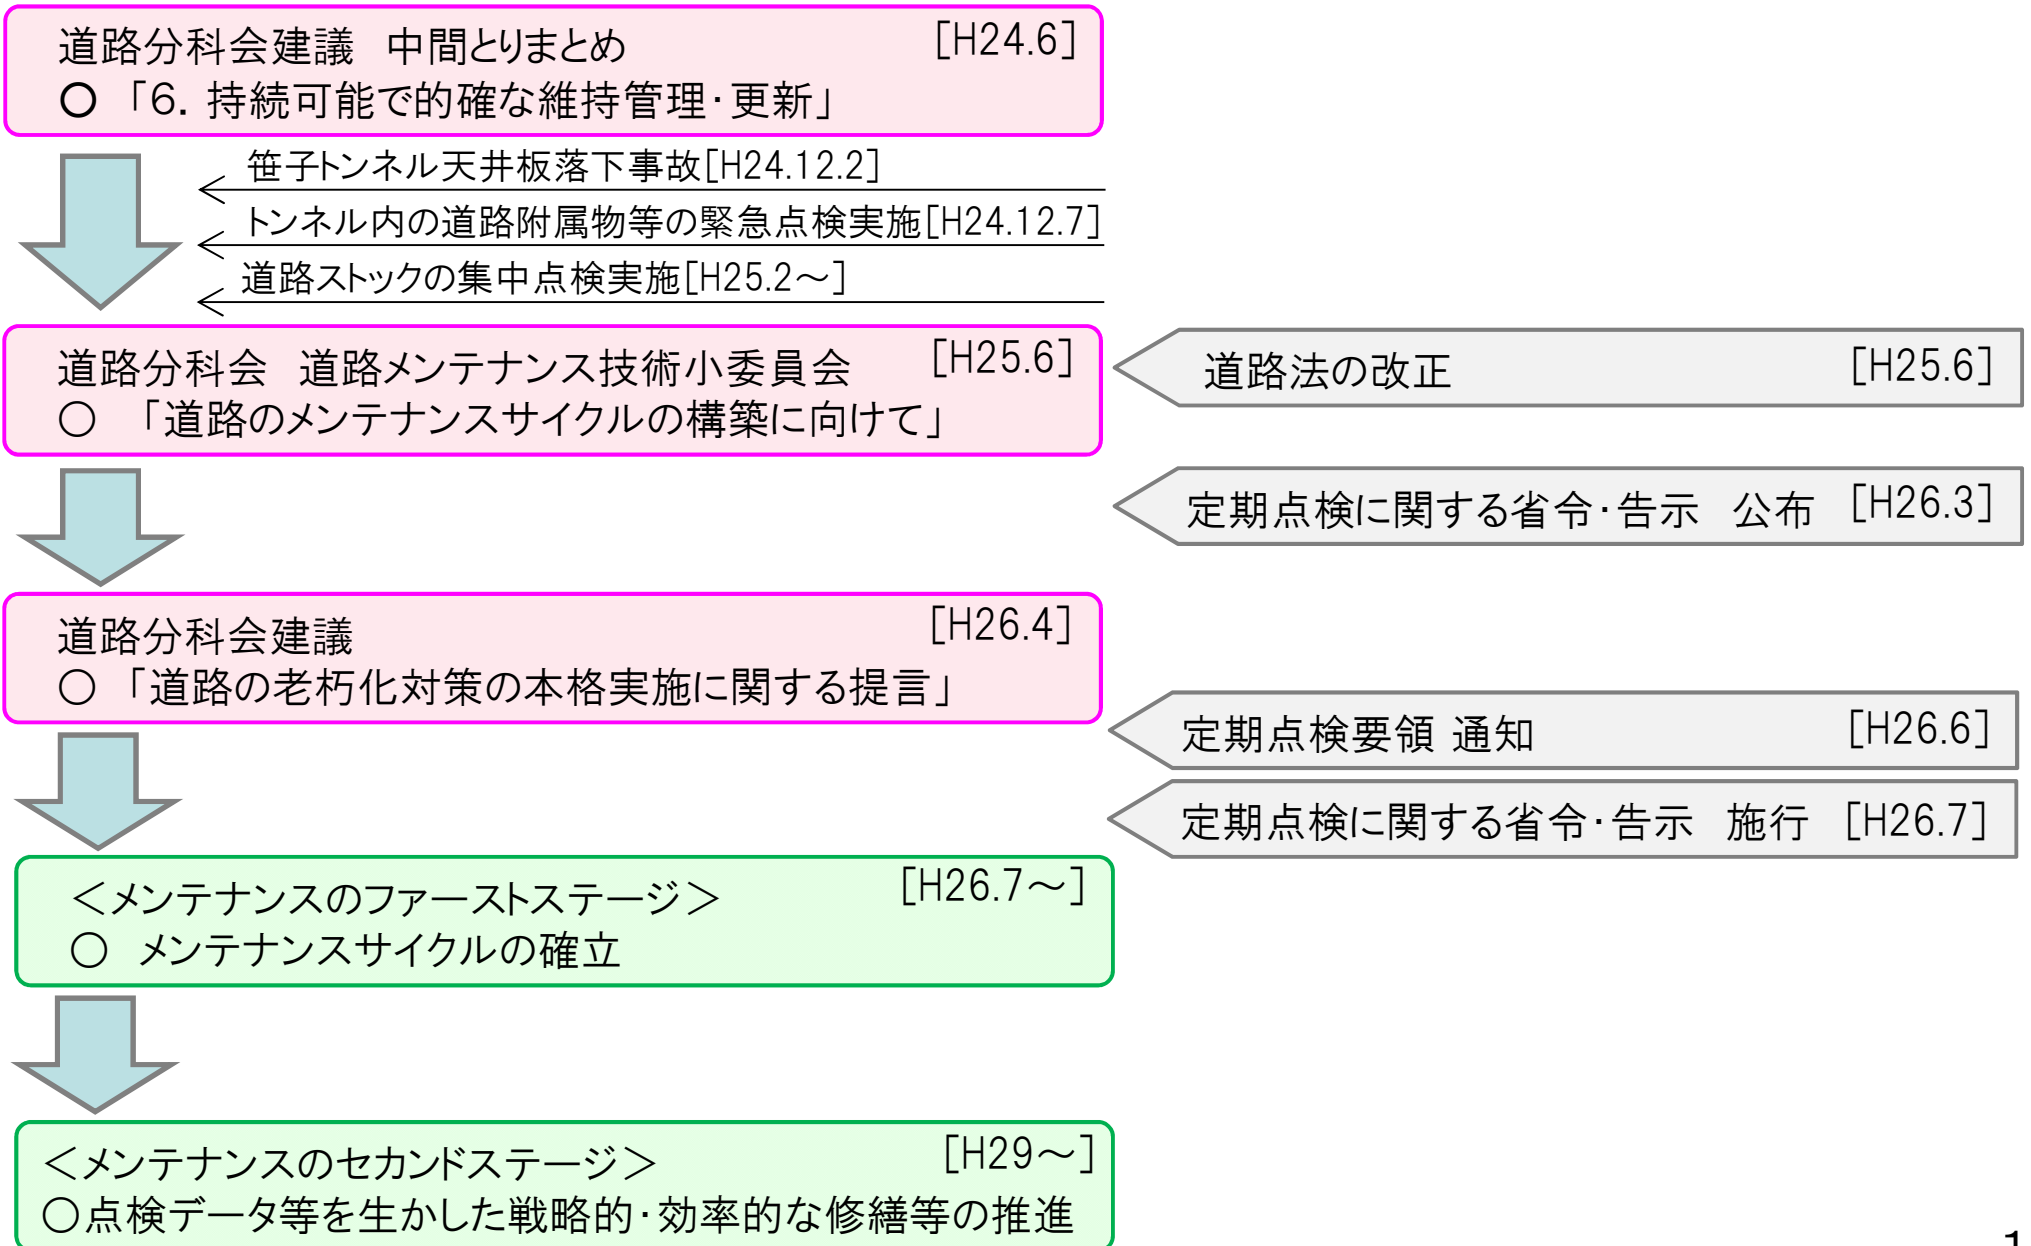 道路分科会建議　中間とりまとめ　[H24.6]
○ 「6. 持続可能で的確な維持管理・更新」
笹子トンネル天井板落下事故[H24.12.2]
トンネル内の道路附属物等の緊急点検実施[H24.12.7]
道路ストックの集中点検実施[H25.2～]
道路分科会　道路メンテナンス技術小委員会　[H25.6]
○　「道路のメンテナンスサイクルの構築に向けて」
道路法の改正　[H25.6]
定期点検に関する省令・告示　公布　[H26.3]
道路分科会建議　[H26.4]
○ 「道路の老朽化対策の本格実施に関する提言」
定期点検要領 通知　[H26.6]
定期点検に関する省令・告示　施行　[H26.7]
＜メンテナンスのファーストステージ＞　[H26.7～]
○　メンテナンスサイクルの確立
＜メンテナンスのセカンドステージ＞　[H29～]
○点検データ等を生かした戦略的・効率的な修繕等の推進
1